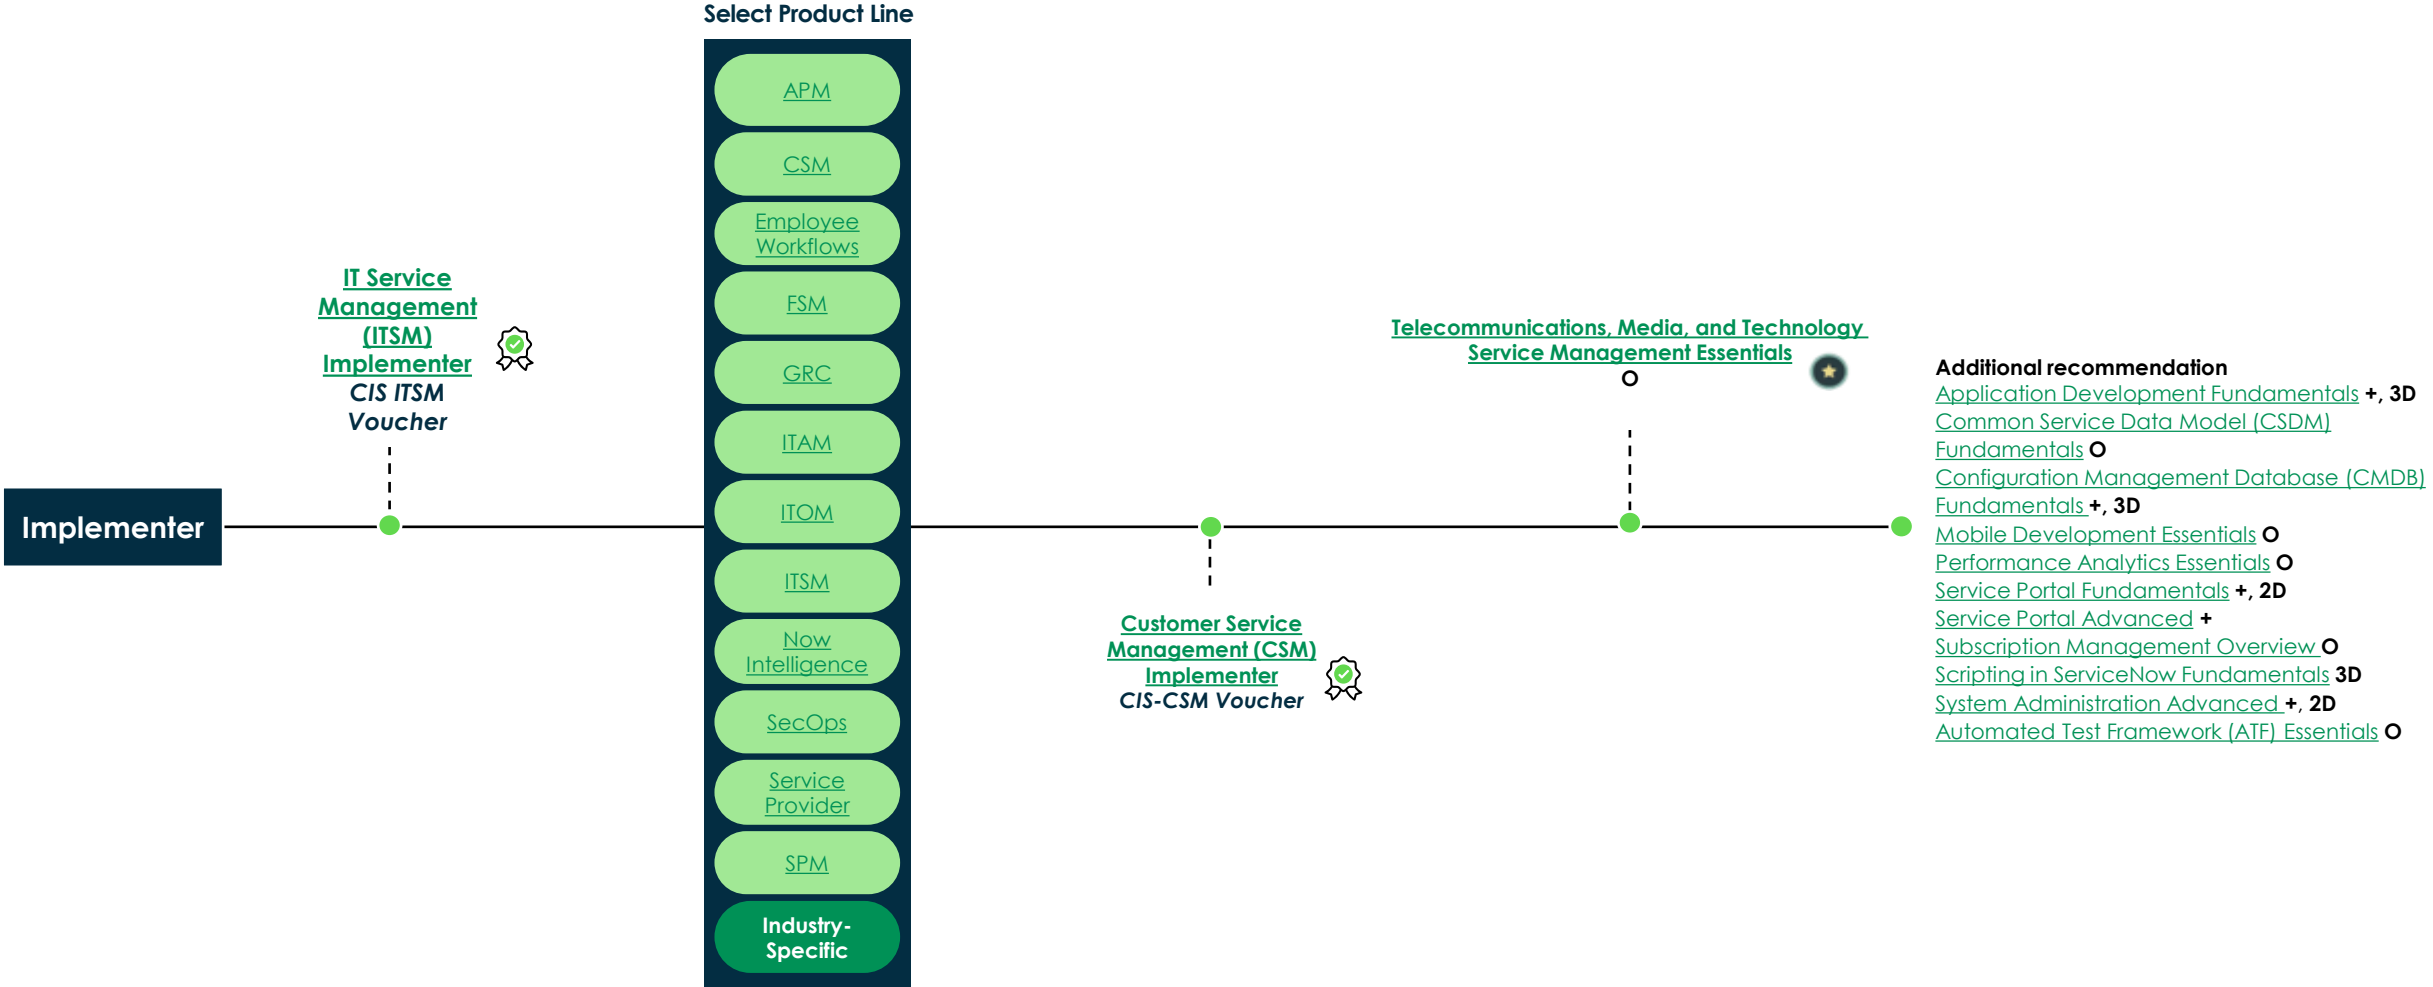 Select Product Line
APM
CSM
Employee
Workflows
FSM
GRC
ITAM
ITOM
ITSM
Now
Intelligence
SecOps
Service
Provider
SPM
Industry-
Specific
Implementer
IT Service
Management
(ITSM)
Implementer
CIS ITSM
Voucher
Customer Service
Management (CSM)
Implementer
CIS-CSM Voucher
Telecommunications, Media, and Technology
Service Management Essentials
O
Additional recommendation
Application Development Fundamentals +, 3D
Common Service Data Model (CSDM)
Fundamentals O
Configuration Management Database (CMDB)
Fundamentals +, 3D
Mobile Development Essentials O
Performance Analytics Essentials O
Service Portal Fundamentals +, 2D
Service Portal Advanced +
Subscription Management Overview O
Scripting in ServiceNow Fundamentals 3D
System Administration Advanced +, 2D
Automated Test Framework (ATF) Essentials O